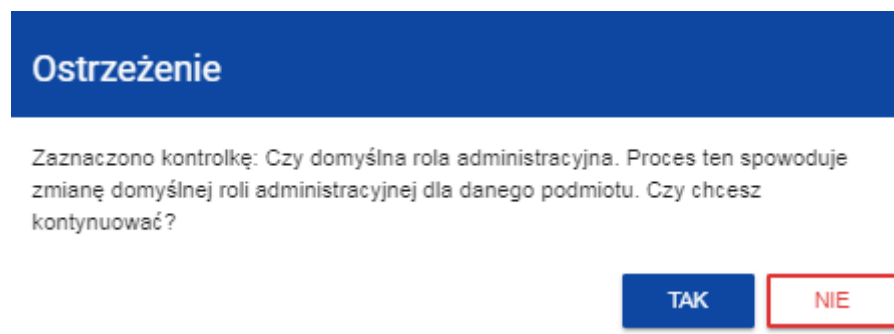 Ostrzeżenie
Zaznaczono kontrolkę: Czy domyślna rola administracyjna. Proces ten spowoduje
zmianę domyślnej roli administracyjnej dla danego podmiotu. Czy chcesz
kontynuować?
TAK NIE